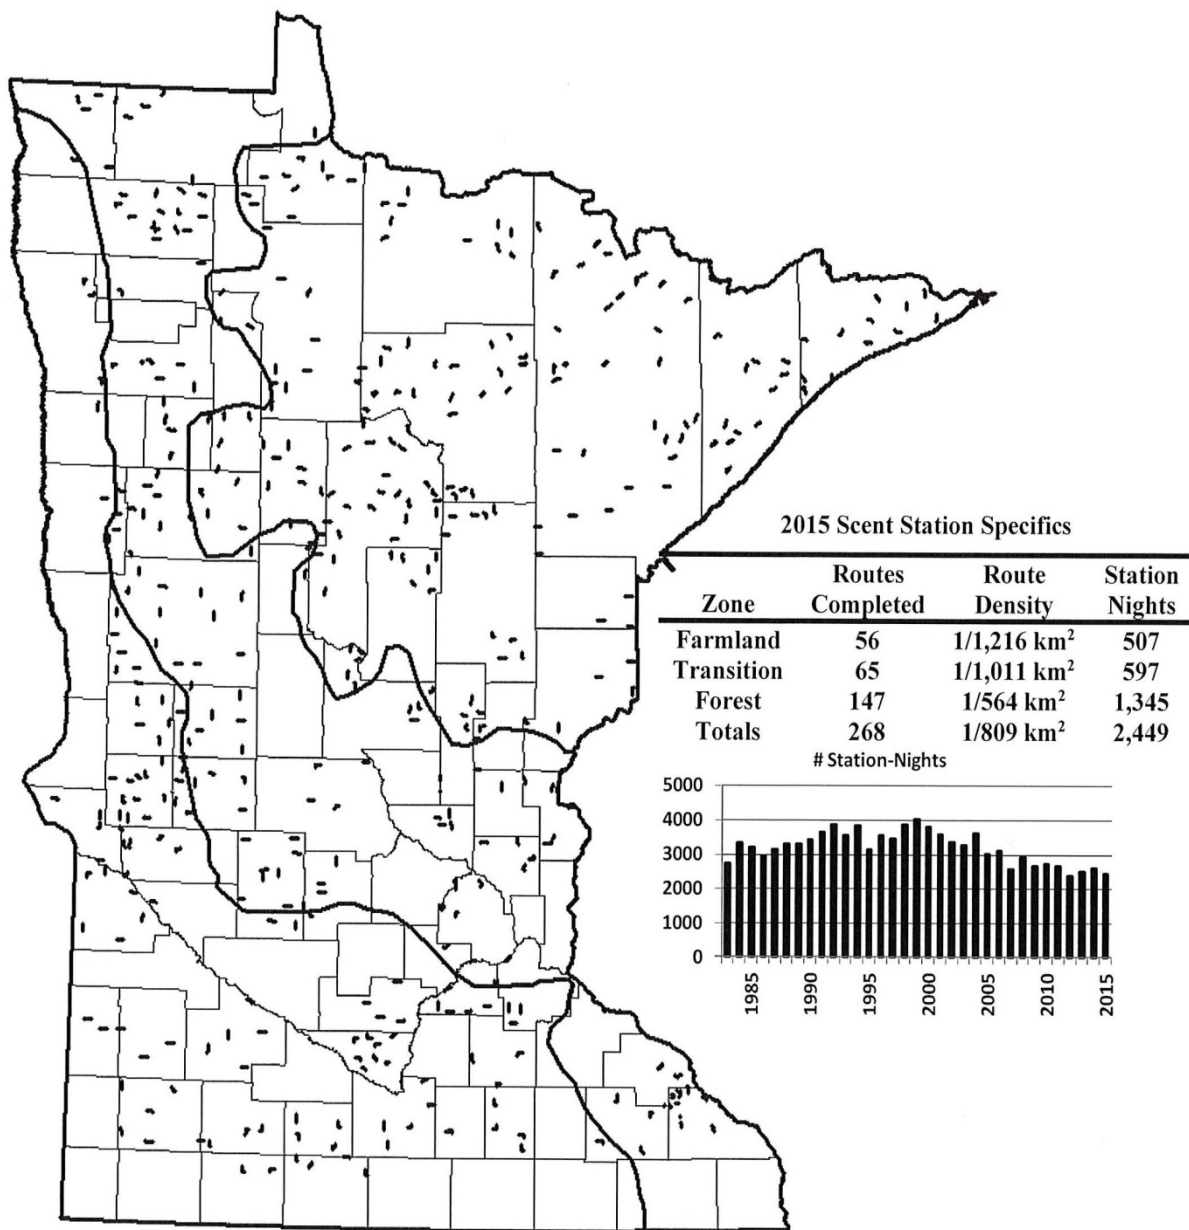 2015 Scent Station Specifics
Zone Routes Completed Route Density Station Nights
Farmland 56 1/1,216 km² 507
Transition 65 1/1,011 km² 597
Forest 147 1/564 km² 1,345
Totals 268 1/809 km² 2,449
# Station-Nights
5000
4000
3000
2000
1000
0
1985 1990 1995 2000 2005 2010 2015